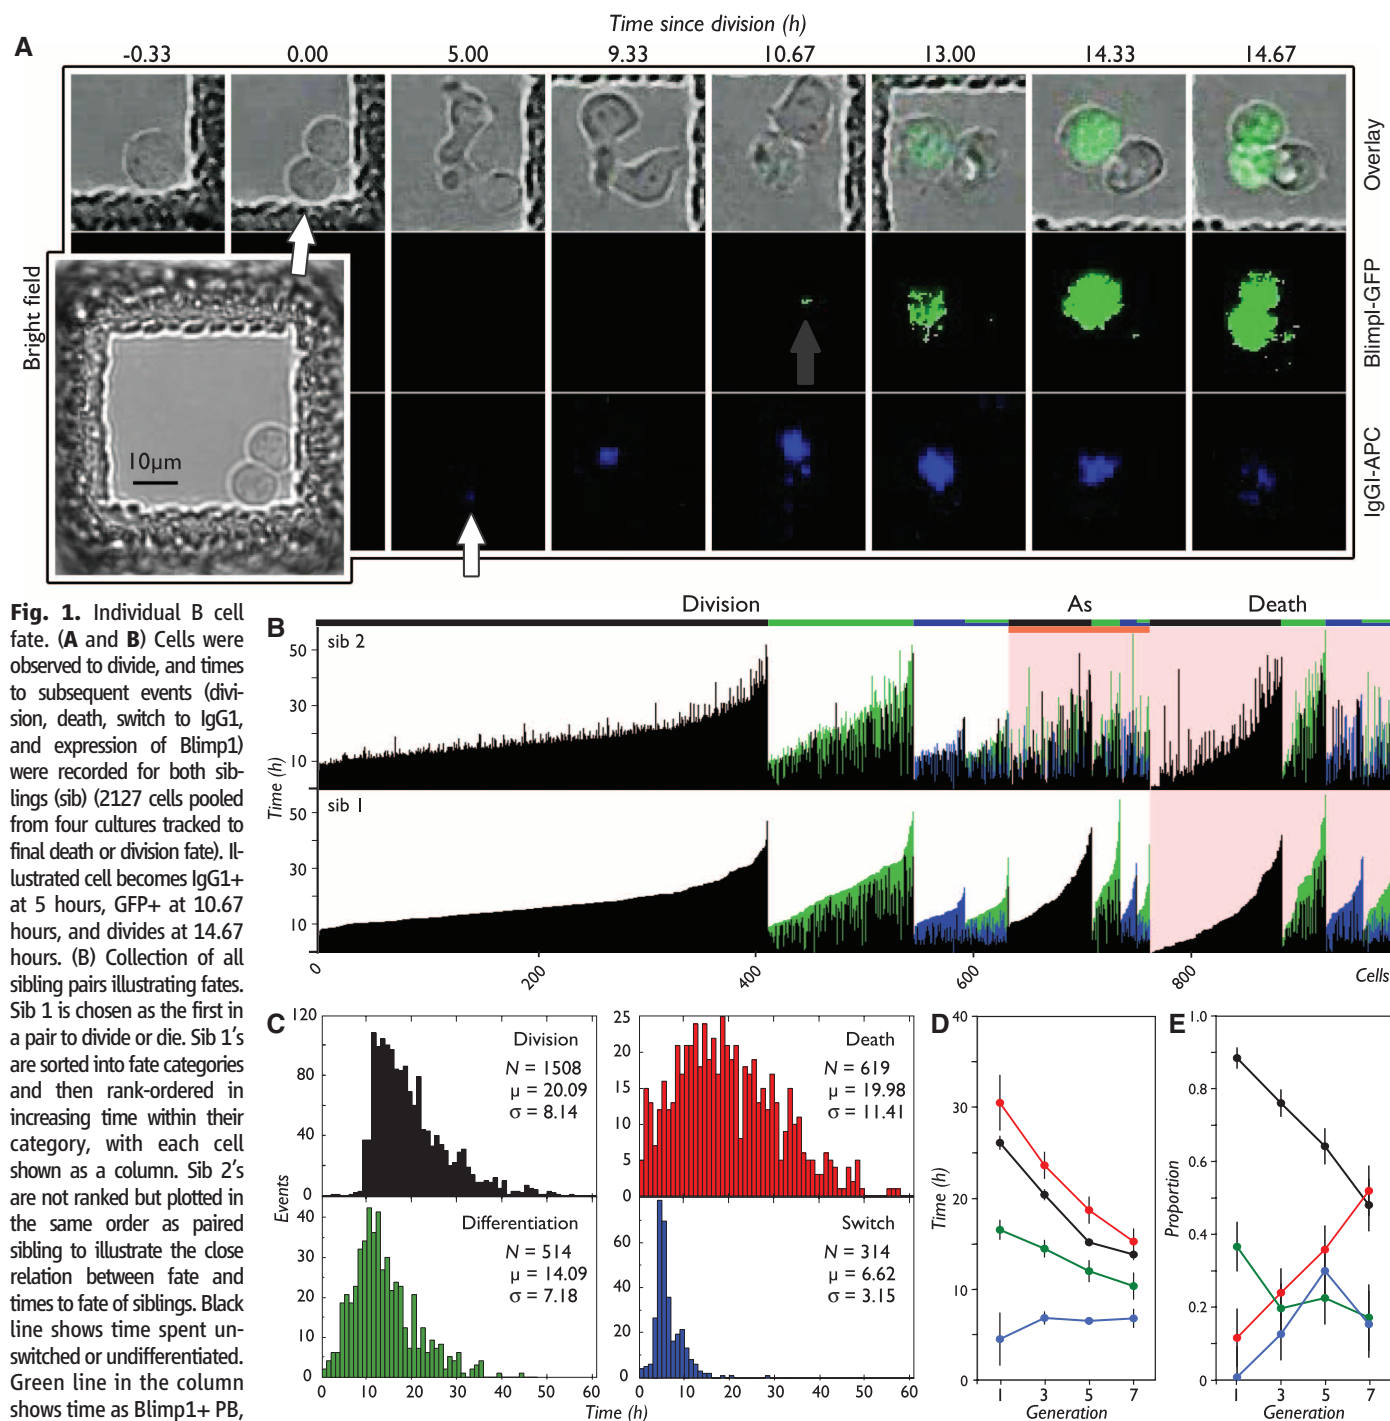 Time since division (h)
A
-0.33 0.00 5.00 9.33 10.67 13.00 14.33 14.67
Overlay
Bright field
BlimpI-GFP
10µm
IgGI-APC
Fig. 1. Individual B cell
fate. (A and B) Cells were
observed to divide, and times
to subsequent events (divi-
sion, death, switch to IgG1,
and expression of Blimp1)
were recorded for both sib-
lings (sib) (2127 cells pooled
from four cultures tracked to
final death or division fate). Il-
lustrated cell becomes IgG1+
at 5 hours, GFP+ at 10.67
hours, and divides at 14.67
hours. (B) Collection of all
sibling pairs illustrating fates.
Sib 1 is chosen as the first in
a pair to divide or die. Sib 1's
are sorted into fate categories
and then rank-ordered in
increasing time within their
category, with each cell
shown as a column. Sib 2's
are not ranked but plotted in
the same order as paired
sibling to illustrate the close
relation between fate and
times to fate of siblings. Black
line shows time spent un-
switched or undifferentiated.
Green line in the column
shows time as Blimp1+ PB,
B
Division As Death
sib 2
50
30
10
Time (h)
sib 1
50
30
10
0 200 400 600 800 Cells
C
120
80
40
0
Division
N = 1508
µ = 20.09
σ = 8.14
25
20
15
10
5
0
Death
N = 619
µ = 19.98
σ = 11.41
Events
40
30
20
10
0
Differentiation
N = 514
µ = 14.09
σ = 7.18
0 10 20 30 40 50 60
60
40
20
0
Switch
N = 314
µ = 6.62
σ = 3.15
0 10 20 30 40 50 60
Time (h)
D
40
30
20
10
0
Time (h)
1 3 5 7
Generation
E
1.0
0.8
0.6
0.4
0.2
0
Proportion
1 3 5 7
Generation